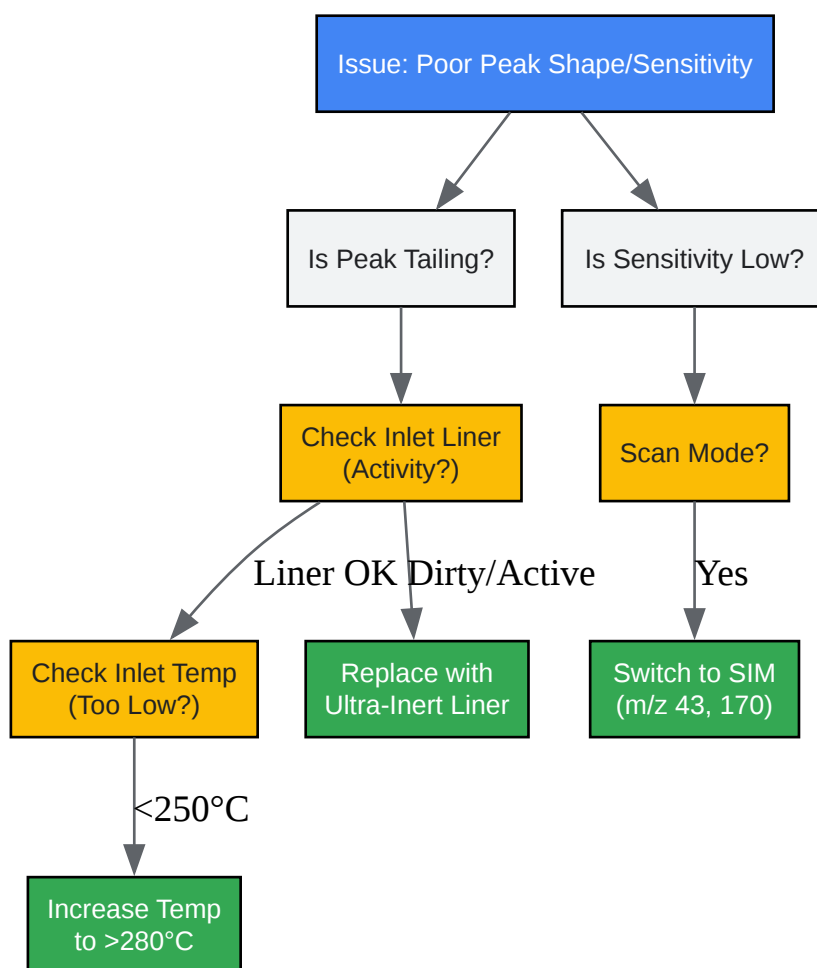 Issue: Poor Peak Shape/Sensitivity
Is Peak Tailing?
Is Sensitivity Low?
Check Inlet Liner
(Activity?)
Scan Mode?
Liner OK
Dirty/Active
Yes
Check Inlet Temp
(Too Low?)
Replace with
Ultra-Inert Liner
Switch to SIM
(m/z 43, 170)
<250°C
Increase Temp
to >280°C